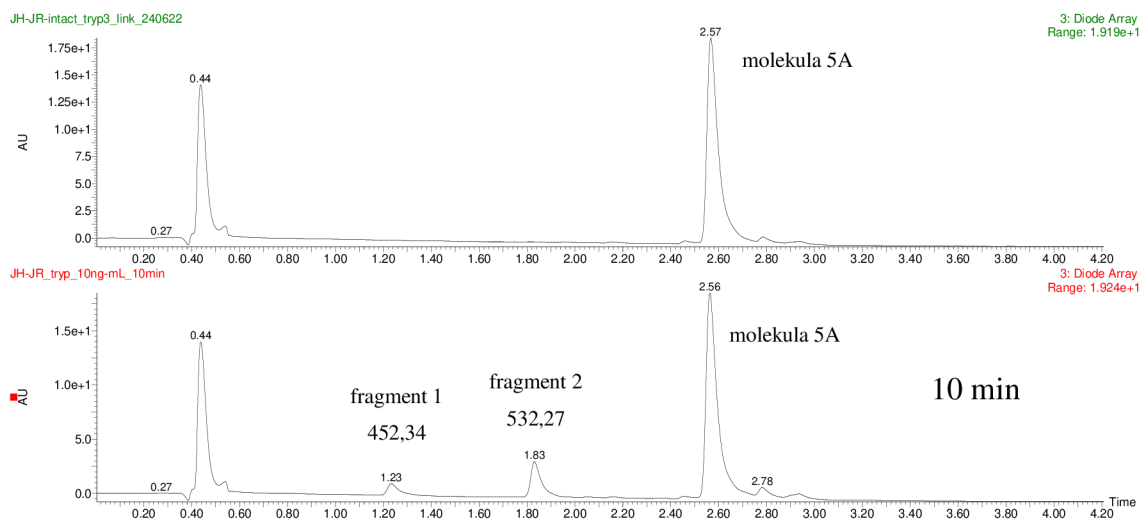 JH-JR-intact_tryp3_link_240622
3: Diode Array
Range: 1.919e+1
2.57
molekula 5A
0.44
0.27
AU
1.75e+1
1.5e+1
1.25e+1
1.0e+1
7.5
5.0
2.5
0.0
0.20 0.40 0.60 0.80 1.00 1.20 1.40 1.60 1.80 2.00 2.20 2.40 2.60 2.80 3.00 3.20 3.40 3.60 3.80 4.00 4.20
JH-JR_tryp_10ng-mL_10min
3: Diode Array
Range: 1.924e+1
2.56
molekula 5A
0.44
fragment 1
452,34
fragment 2
532,27
10 min
1.23
1.83
2.78
0.27
AU
1.5e+1
1.0e+1
5.0
0.0
0.20 0.40 0.60 0.80 1.00 1.20 1.40 1.60 1.80 2.00 2.20 2.40 2.60 2.80 3.00 3.20 3.40 3.60 3.80 4.00 4.20
Time